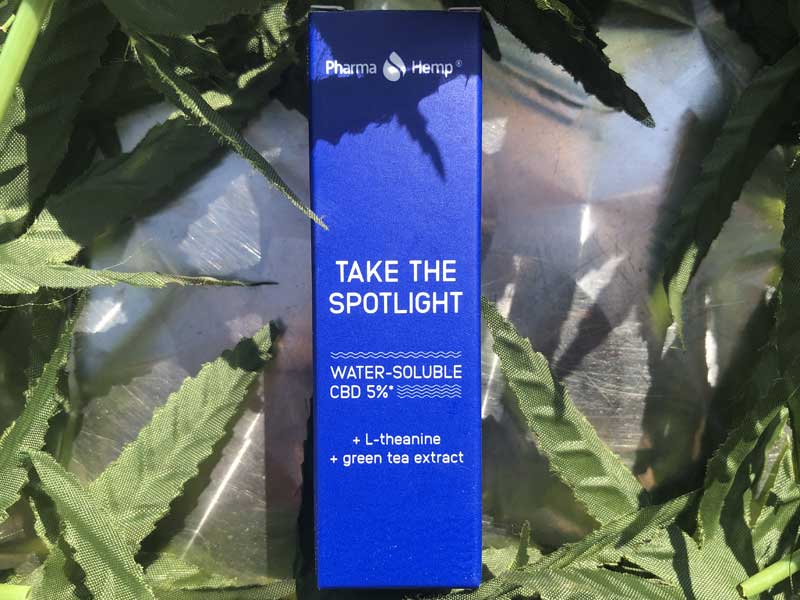 Pharma Hemp®
TAKE THE
SPOTLIGHT
WATER-SOLUBLE
CBD 5%*
+ L-theanine
+ green tea extract